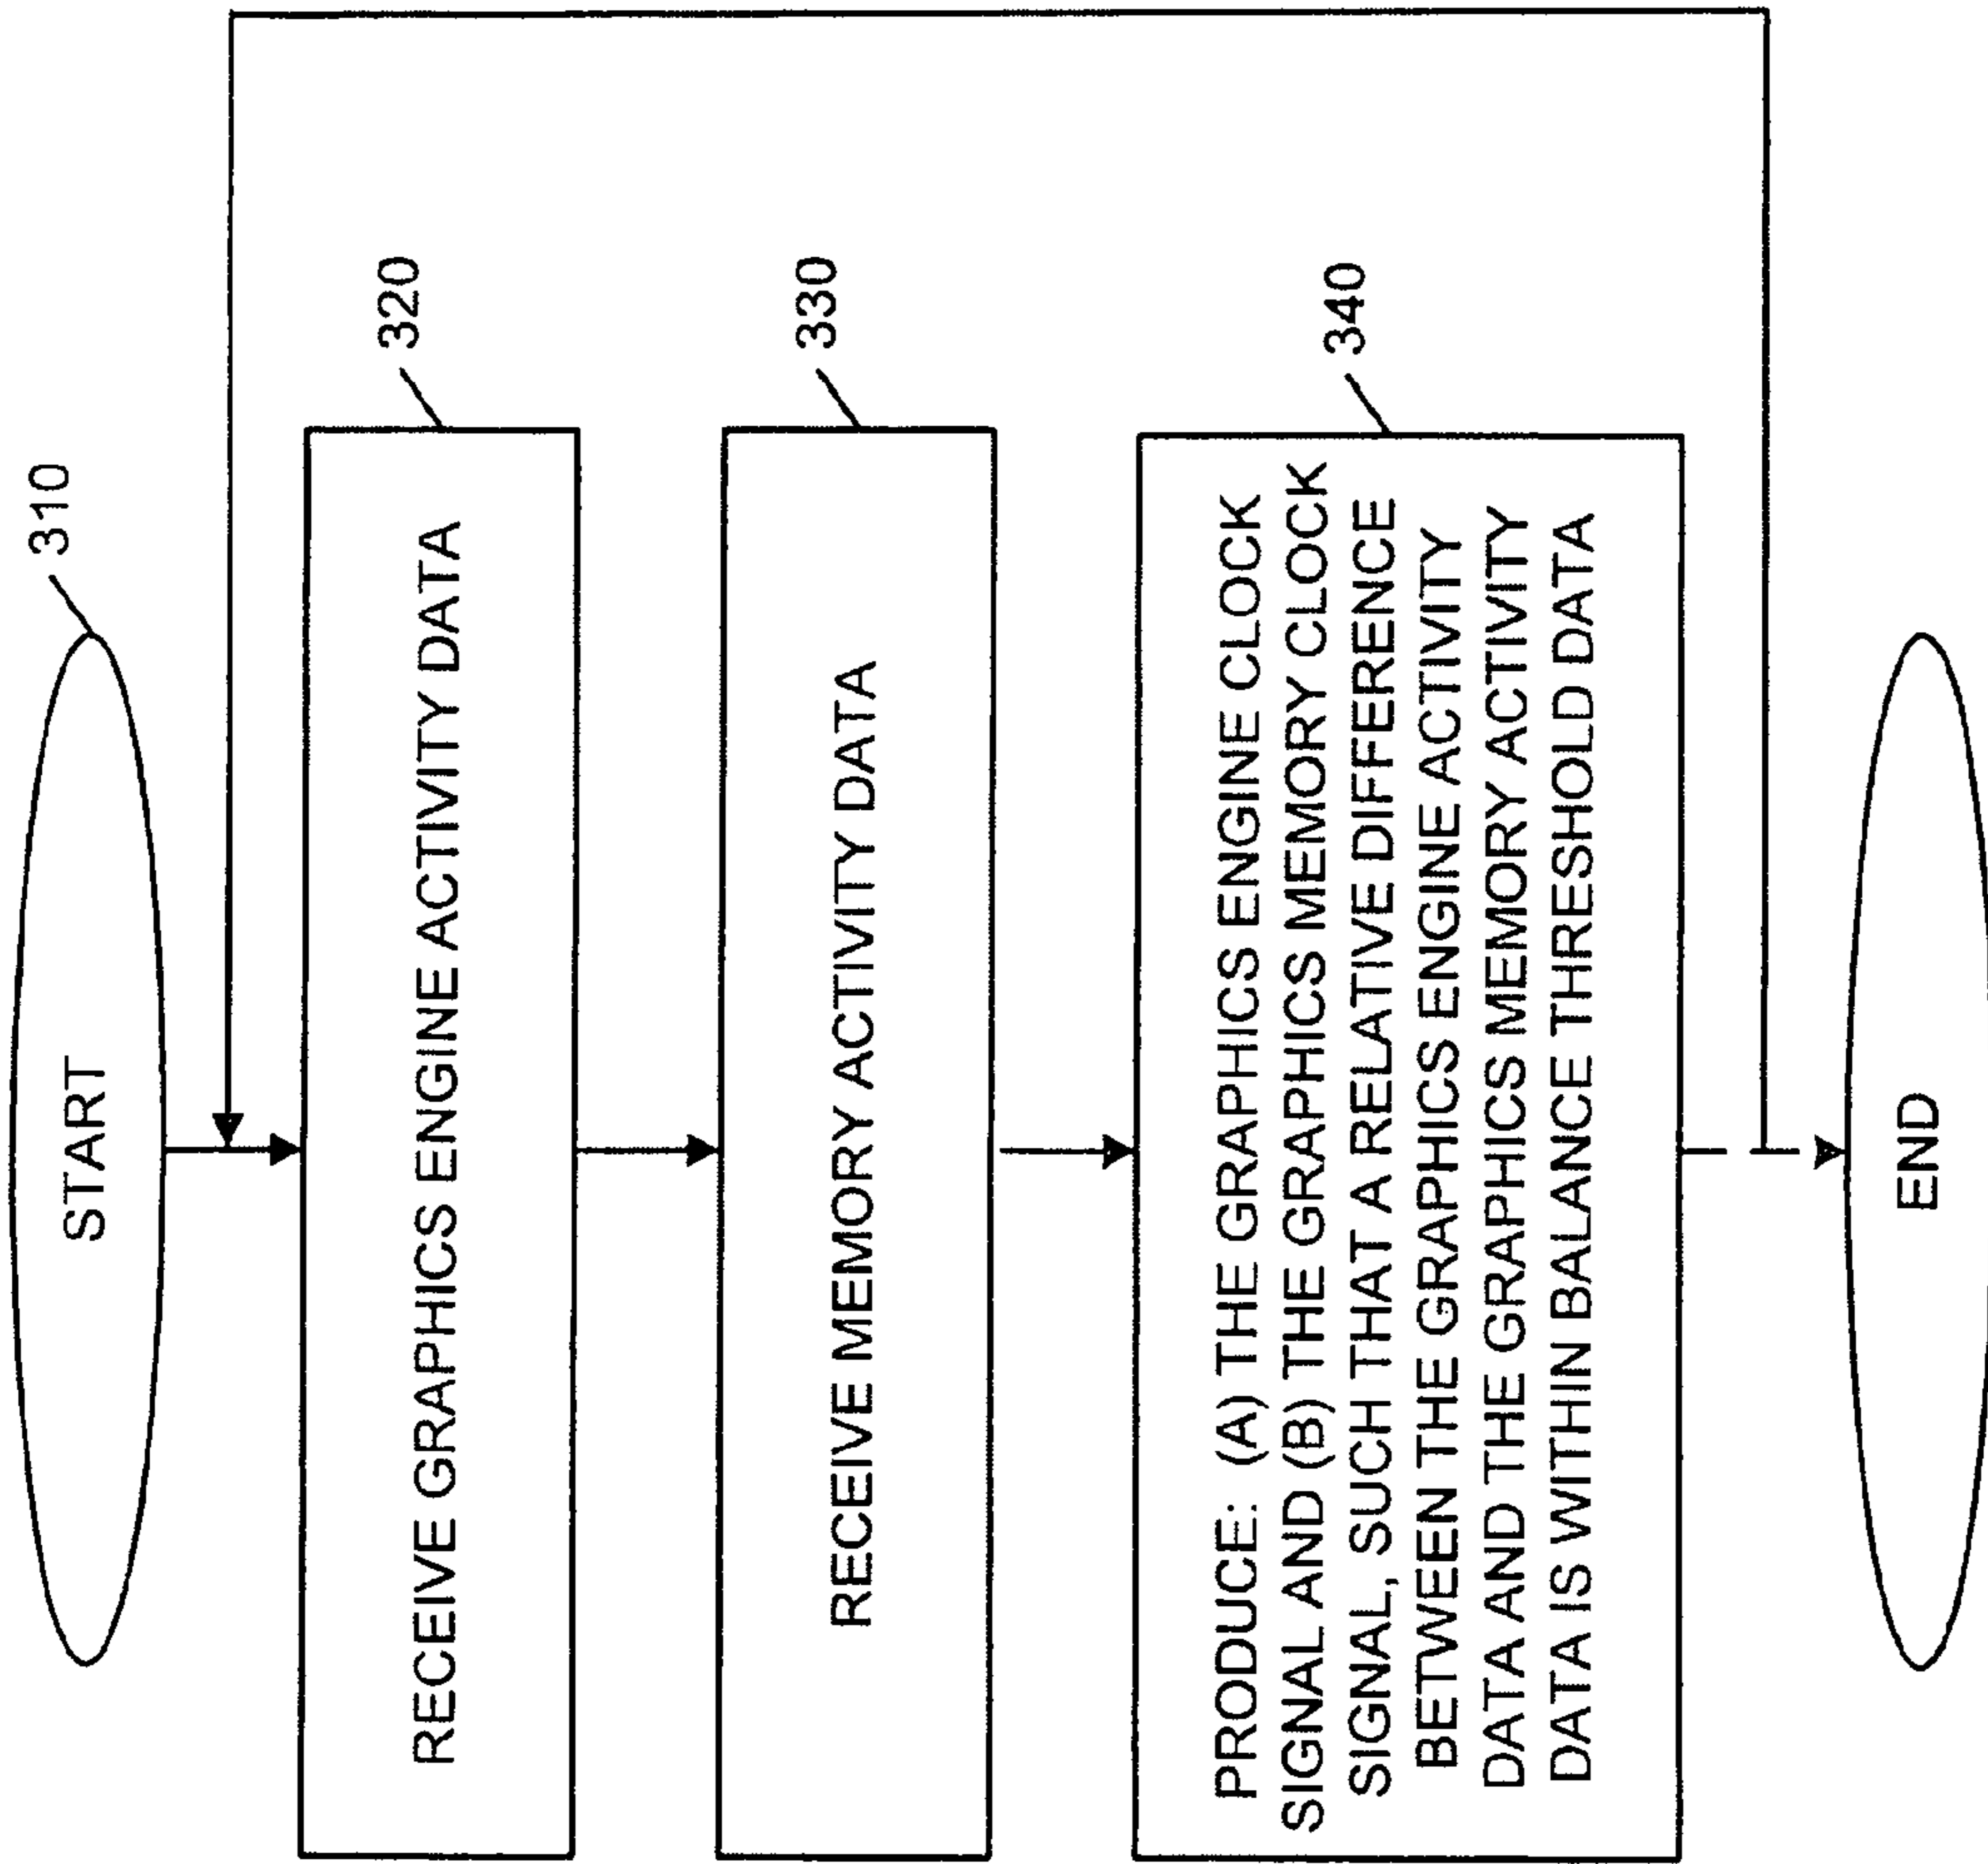 START
310
RECEIVE GRAPHICS ENGINE ACTIVITY DATA
320
RECEIVE MEMORY ACTIVITY DATA
330
PRODUCE: (A) THE GRAPHICS ENGINE CLOCK
SIGNAL AND (B) THE GRAPHICS MEMORY CLOCK
SIGNAL, SUCH THAT A RELATIVE DIFFERENCE
BETWEEN THE GRAPHICS ENGINE ACTIVITY
DATA AND THE GRAPHICS MEMORY ACTIVITY
DATA IS WITHIN BALANCE THRESHOLD DATA
340
END